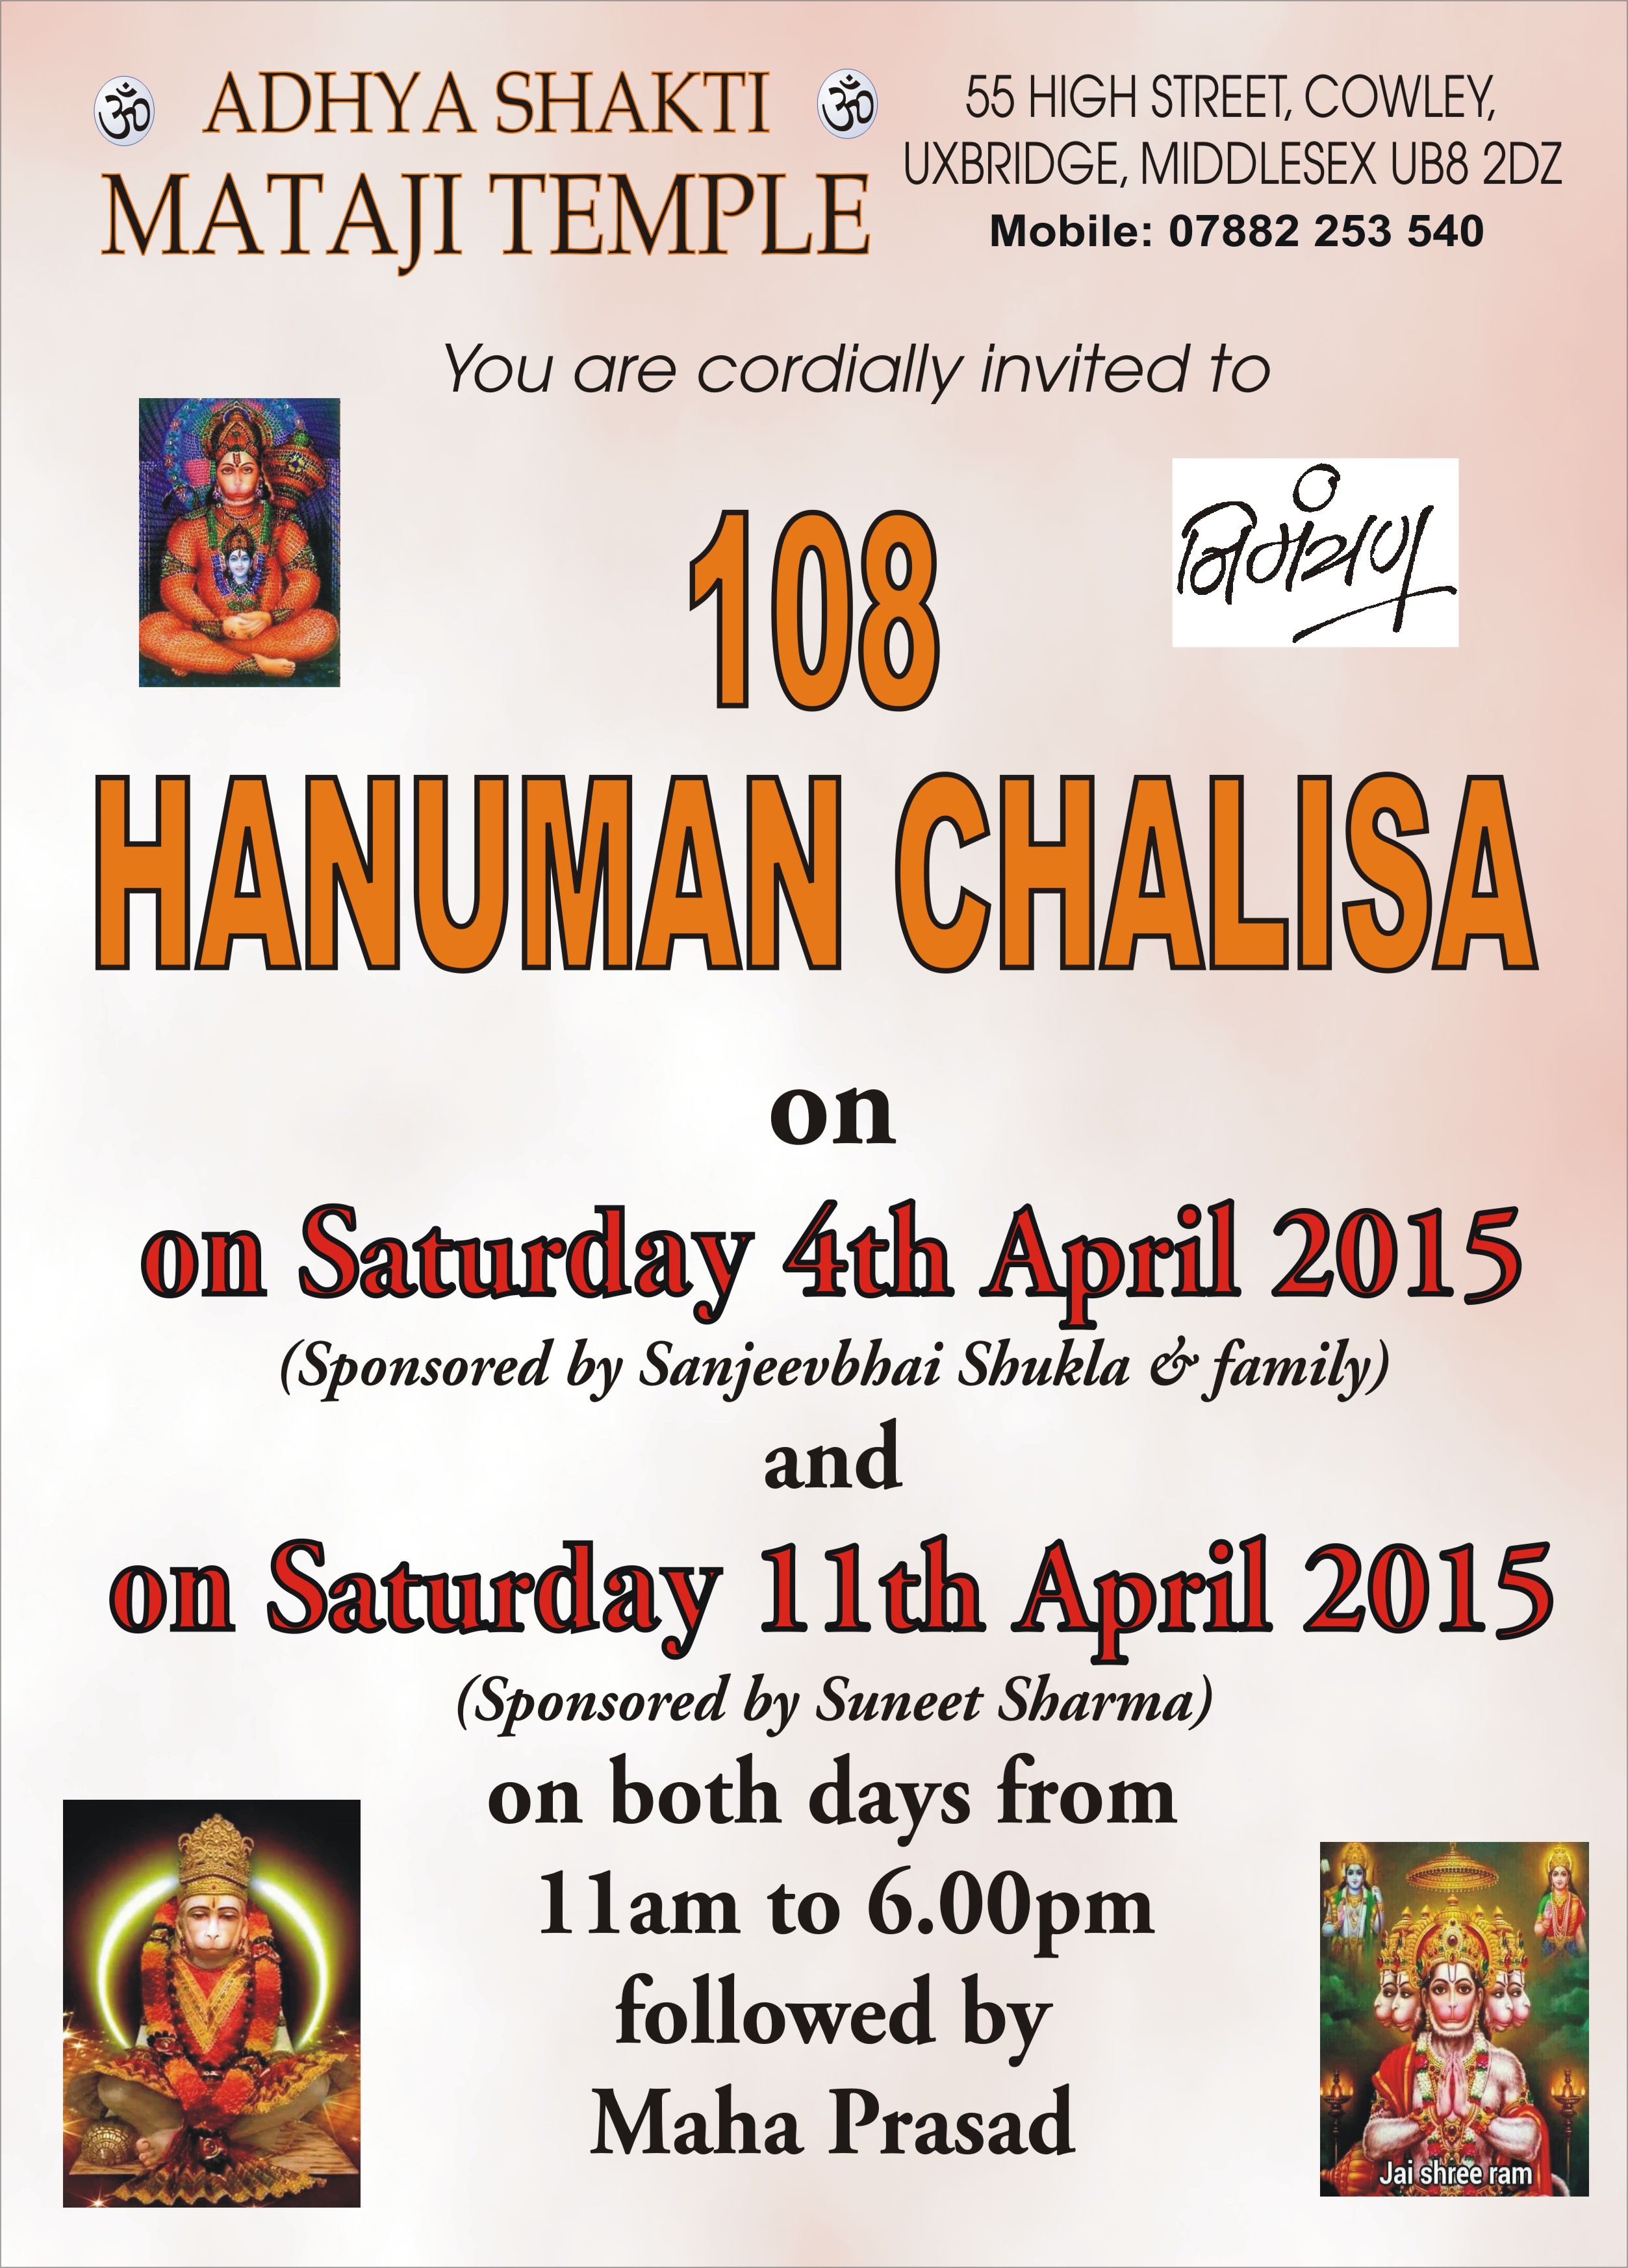 ॐ ADHYA SHAKTI ॐ
MATAJI TEMPLE
55 HIGH STREET, COWLEY,
UXBRIDGE, MIDDLESEX UB8 2DZ
Mobile: 07882 253 540
You are cordially invited to
નિમંત્રણ
108
HANUMAN CHALISA
on
on Saturday 4th April 2015
(Sponsored by Sanjeevbhai Shukla & family)
and
on Saturday 11th April 2015
(Sponsored by Suneet Sharma)
on both days from
11am to 6.00pm
followed by
Maha Prasad
Jai shree ram